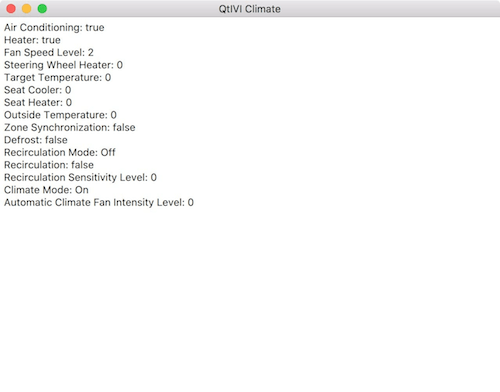 QtIVI Climate
Air Conditioning: true
Heater: true
Fan Speed Level: 2
Steering Wheel Heater: 0
Target Temperature: 0
Seat Cooler: 0
Seat Heater: 0
Outside Temperature: 0
Zone Synchronization: false
Defrost: false
Recirculation Mode: Off
Recirculation: false
Recirculation Sensitivity Level: 0
Climate Mode: On
Automatic Climate Fan Intensity Level: 0